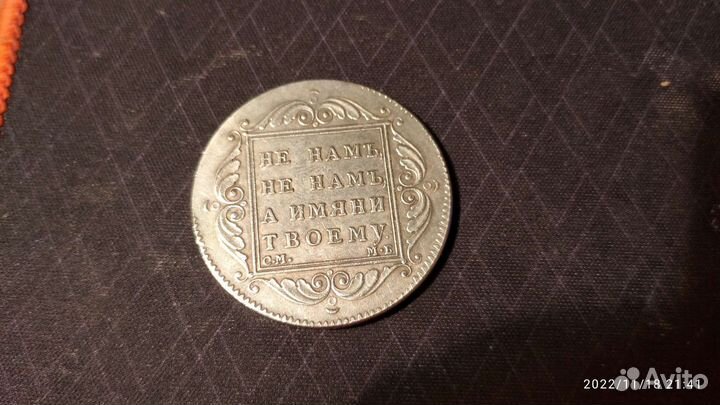 НЕ НАМЪ,
НЕ НАМЪ,
А ИМЯНИ
ТВОЕМУ.
С.М. М.Б
Avito
2022/11/18 21:41